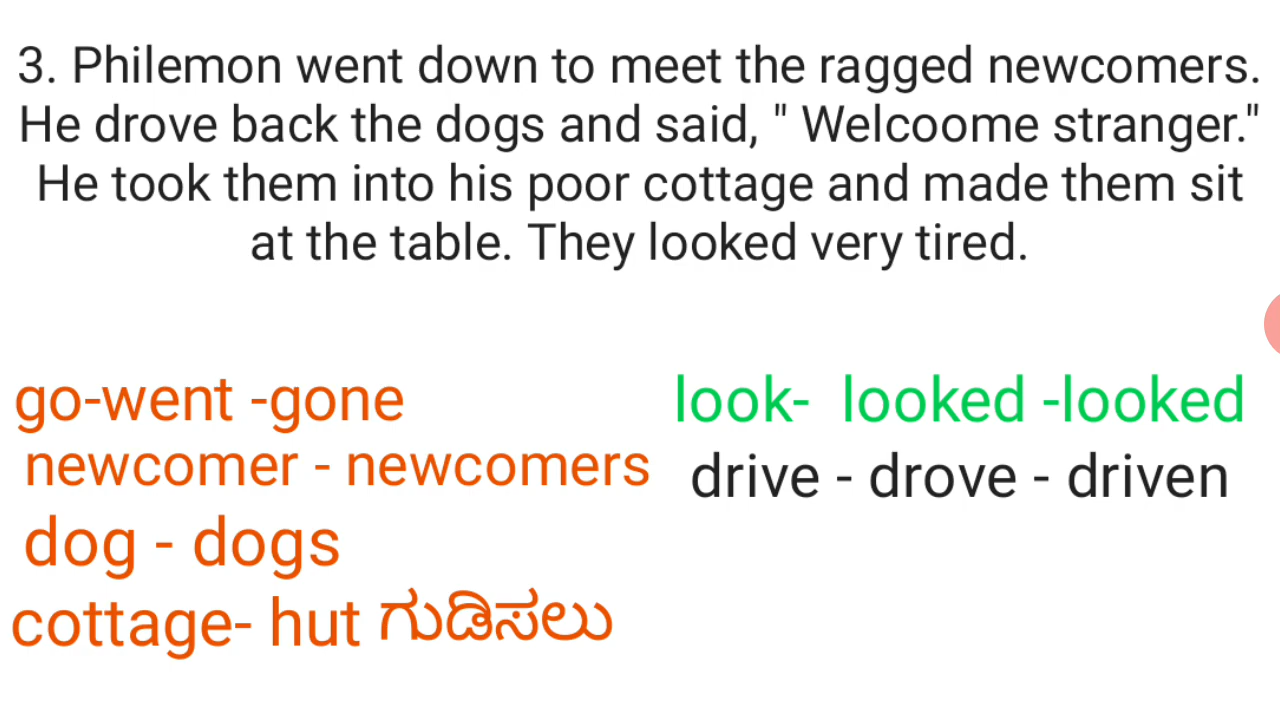 3. Philemon went down to meet the ragged newcomers.
He drove back the dogs and said, " Welcoome stranger."
He took them into his poor cottage and made them sit
at the table. They looked very tired.
go-went -gone
newcomer - newcomers
dog - dogs
cottage- hut ಗುಡಿಸಲು
look-  looked -looked
drive - drove - driven